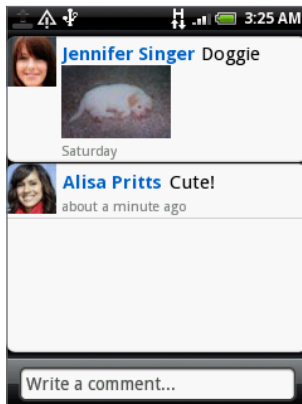 H 3:25 AM
Jennifer Singer Doggie
Saturday
Alisa Pritts Cute!
about a minute ago
Write a comment...